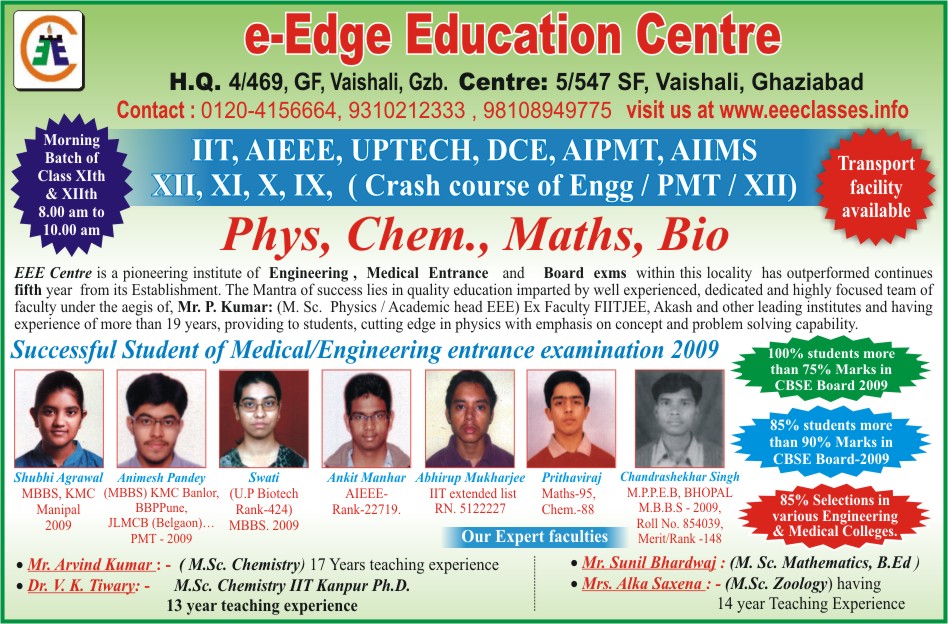 e-Edge Education Centre
H.Q. 4/469, GF, Vaishali, Gzb. Centre: 5/547 SF, Vaishali, Ghaziabad
Contact : 0120-4156664, 9310212333 , 98108949775 visit us at www.eeeclasses.info
Morning
Batch of
Class XIth
& XIIth
8.00 am to
10.00 am
IIT, AIEEE, UPTECH, DCE, AIPMT, AIIMS
XII, XI, X, IX, ( Crash course of Engg / PMT / XII)
Transport
facility
available
Phys, Chem., Maths, Bio
EEE Centre is a pioneering institute of Engineering , Medical Entrance and Board exms within this locality has outperformed continues
fifth year from its Establishment. The Mantra of success lies in quality education imparted by well experienced, dedicated and highly focused team of
faculty under the aegis of, Mr. P. Kumar: (M. Sc. Physics / Academic head EEE) Ex Faculty FIITJEE, Akash and other leading institutes and having
experience of more than 19 years, providing to students, cutting edge in physics with emphasis on concept and problem solving capability.
Successful Student of Medical/Engineering entrance examination 2009
100% students more
than 75% Marks in
CBSE Board 2009
85% students more
than 90% Marks in
CBSE Board-2009
85% Selections in
various Engineering
& Medical Colleges.
Shubhi Agrawal
MBBS, KMC
Manipal
2009
Animesh Pandey
(MBBS) KMC Banlor,
BBPPune,
JLMCB (Belgaon)...
PMT - 2009
Swati
(U.P Biotech
Rank-424)
MBBS. 2009
Ankit Manhar
AIEEE-
Rank-22719.
Abhirup Mukharjee
IIT extended list
RN. 5122227
Prithaviraj
Maths-95,
Chem.-88
Chandrashekhar Singh
M.P.P.E.B, BHOPAL
M.B.B.S - 2009,
Roll No. 854039,
Merit/Rank -148
Our Expert faculties
• Mr. Arvind Kumar : - ( M.Sc. Chemistry) 17 Years teaching experience
• Dr. V. K. Tiwary: - M.Sc. Chemistry IIT Kanpur Ph.D.
13 year teaching experience
• Mr. Sunil Bhardwaj : (M. Sc. Mathematics, B.Ed )
• Mrs. Alka Saxena : - (M.Sc. Zoology) having
14 year Teaching Experience